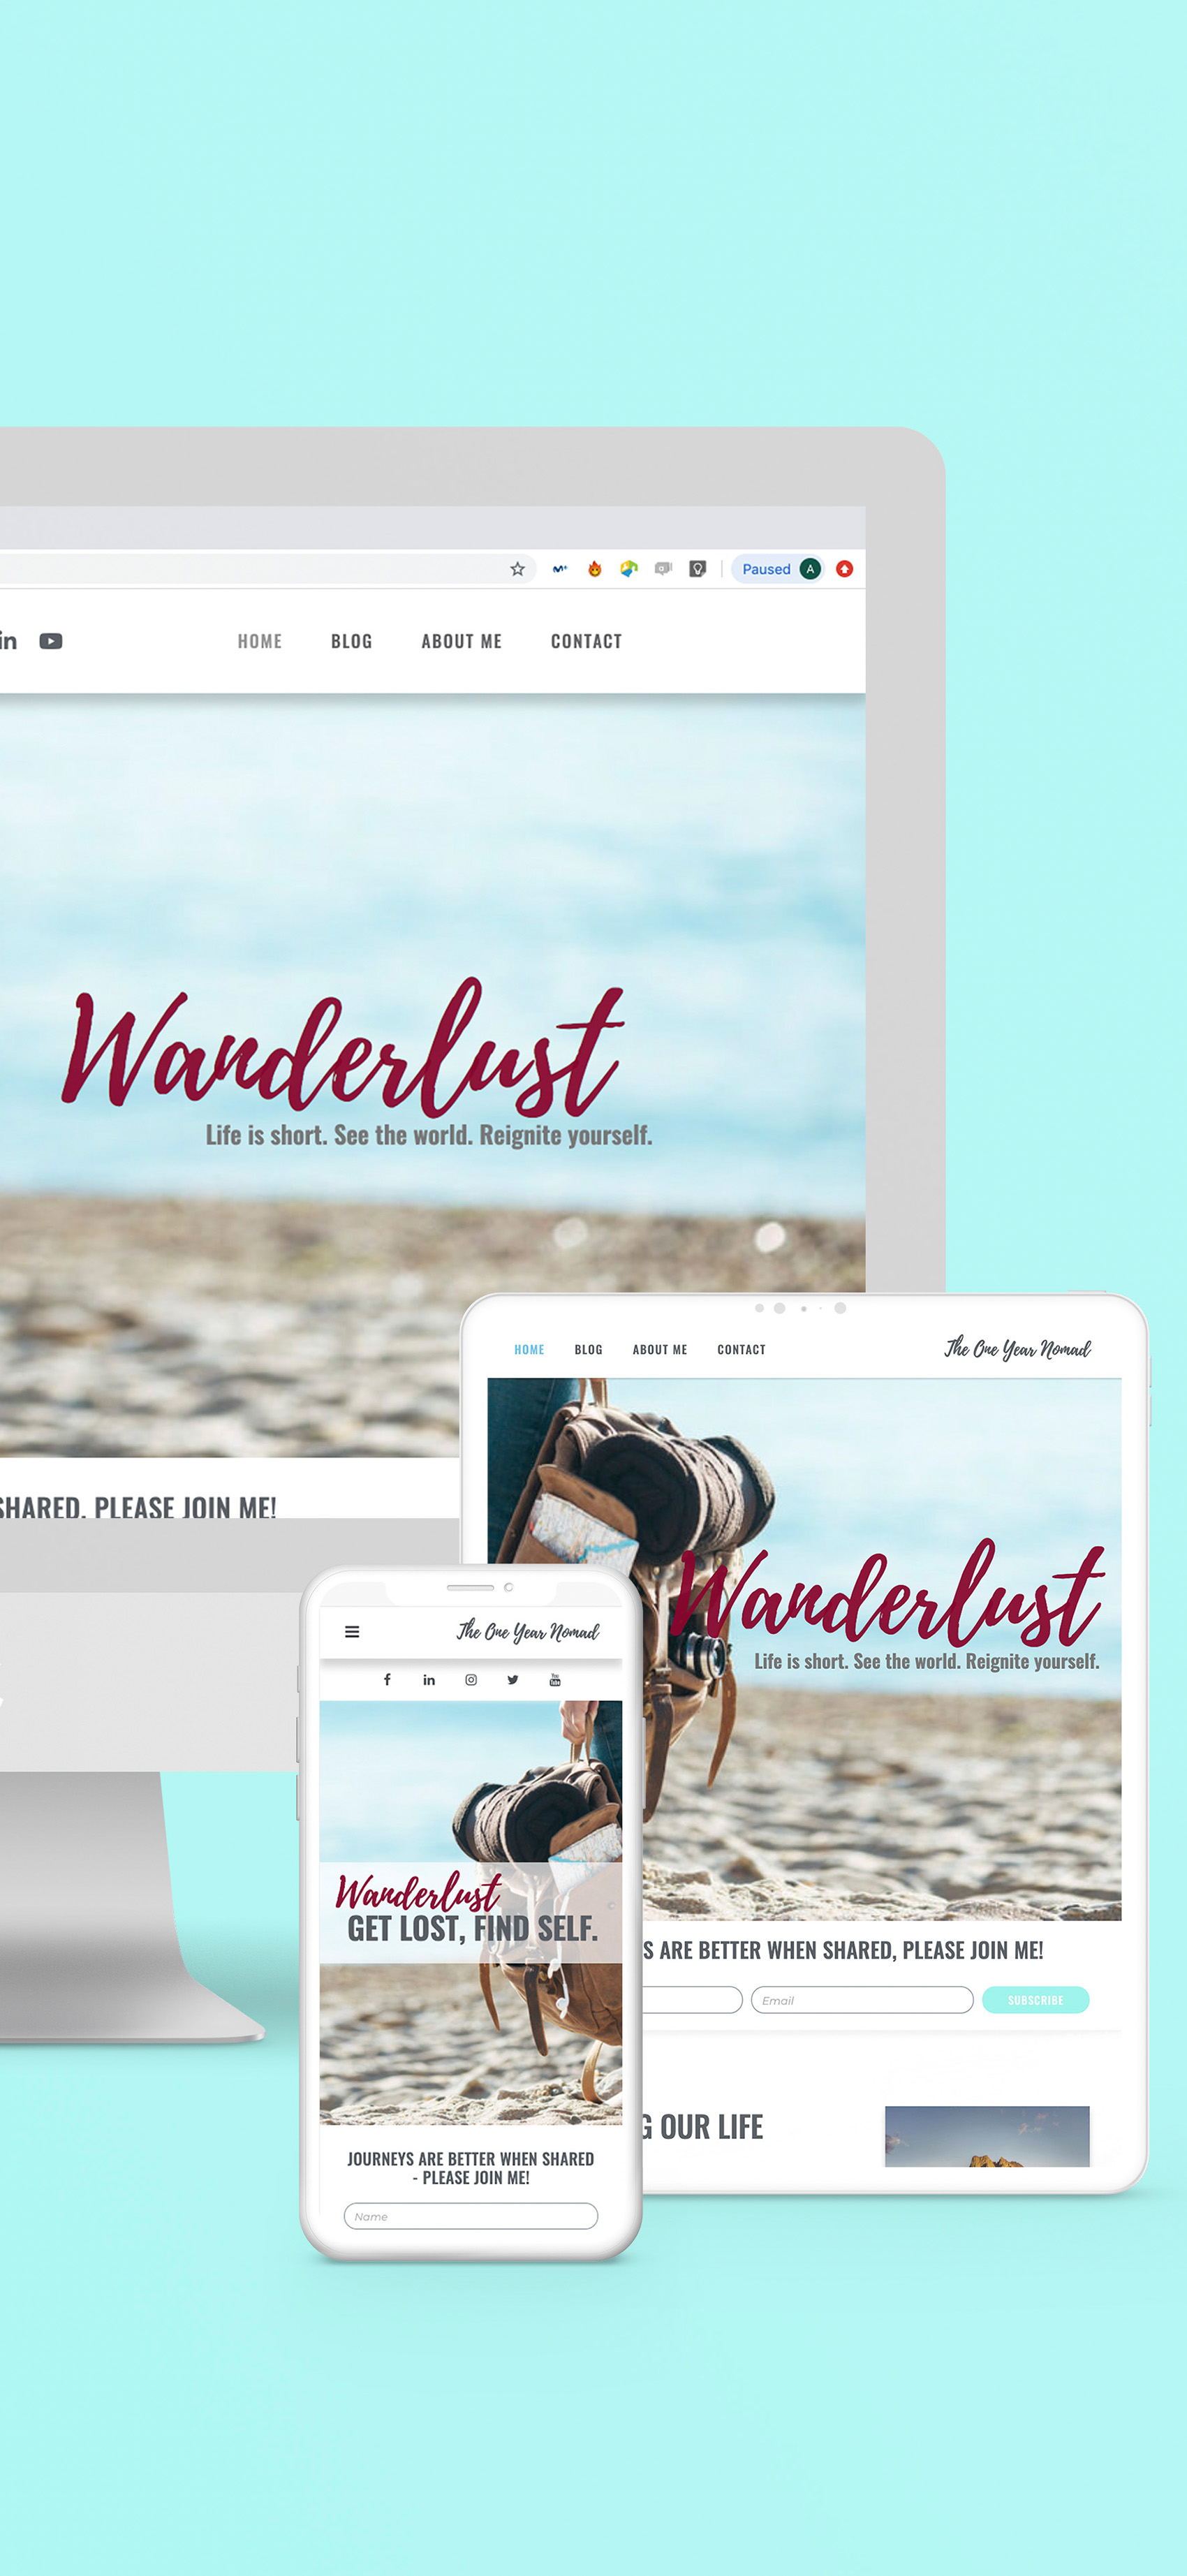 Paused A
in
HOME BLOG ABOUT ME CONTACT
Wanderlust
Life is short. See the world. Reignite yourself.
SHARED, PLEASE JOIN ME!
HOME BLOG ABOUT ME CONTACT The One Year Nomad
Wanderlust
Life is short. See the world. Reignite yourself.
S ARE BETTER WHEN SHARED, PLEASE JOIN ME!
Email SUBSCRIBE
G OUR LIFE
The One Year Nomad
f in You Tube
Wanderlust
GET LOST, FIND SELF.
JOURNEYS ARE BETTER WHEN SHARED
- PLEASE JOIN ME!
Name